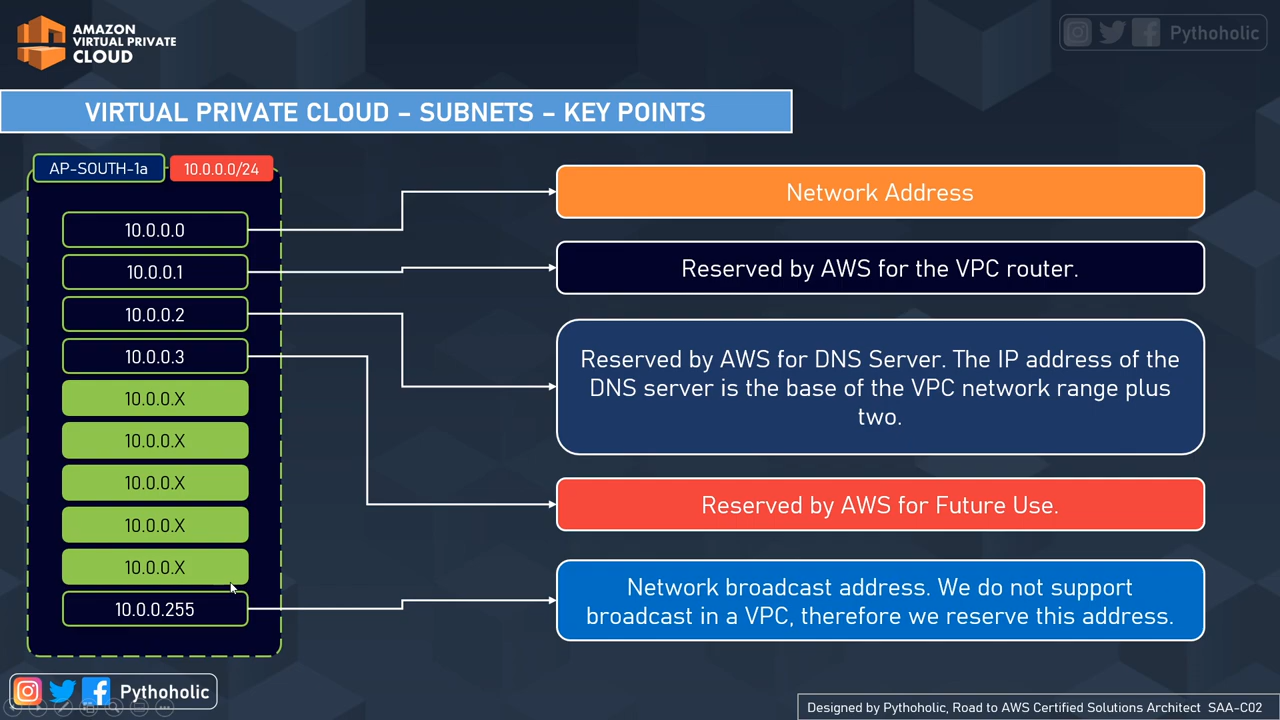 AMAZON
VIRTUAL PRIVATE
CLOUD
Pythoholic
VIRTUAL PRIVATE CLOUD – SUBNETS – KEY POINTS
AP-SOUTH-1a
10.0.0.0/24
10.0.0.0
10.0.0.1
10.0.0.2
10.0.0.3
10.0.0.X
10.0.0.X
10.0.0.X
10.0.0.X
10.0.0.X
10.0.0.255
Network Address
Reserved by AWS for the VPC router.
Reserved by AWS for DNS Server. The IP address of the
DNS server is the base of the VPC network range plus
two.
Reserved by AWS for Future Use.
Network broadcast address. We do not support
broadcast in a VPC, therefore we reserve this address.
Pythoholic
Designed by Pythoholic, Road to AWS Certified Solutions Architect SAA-C02